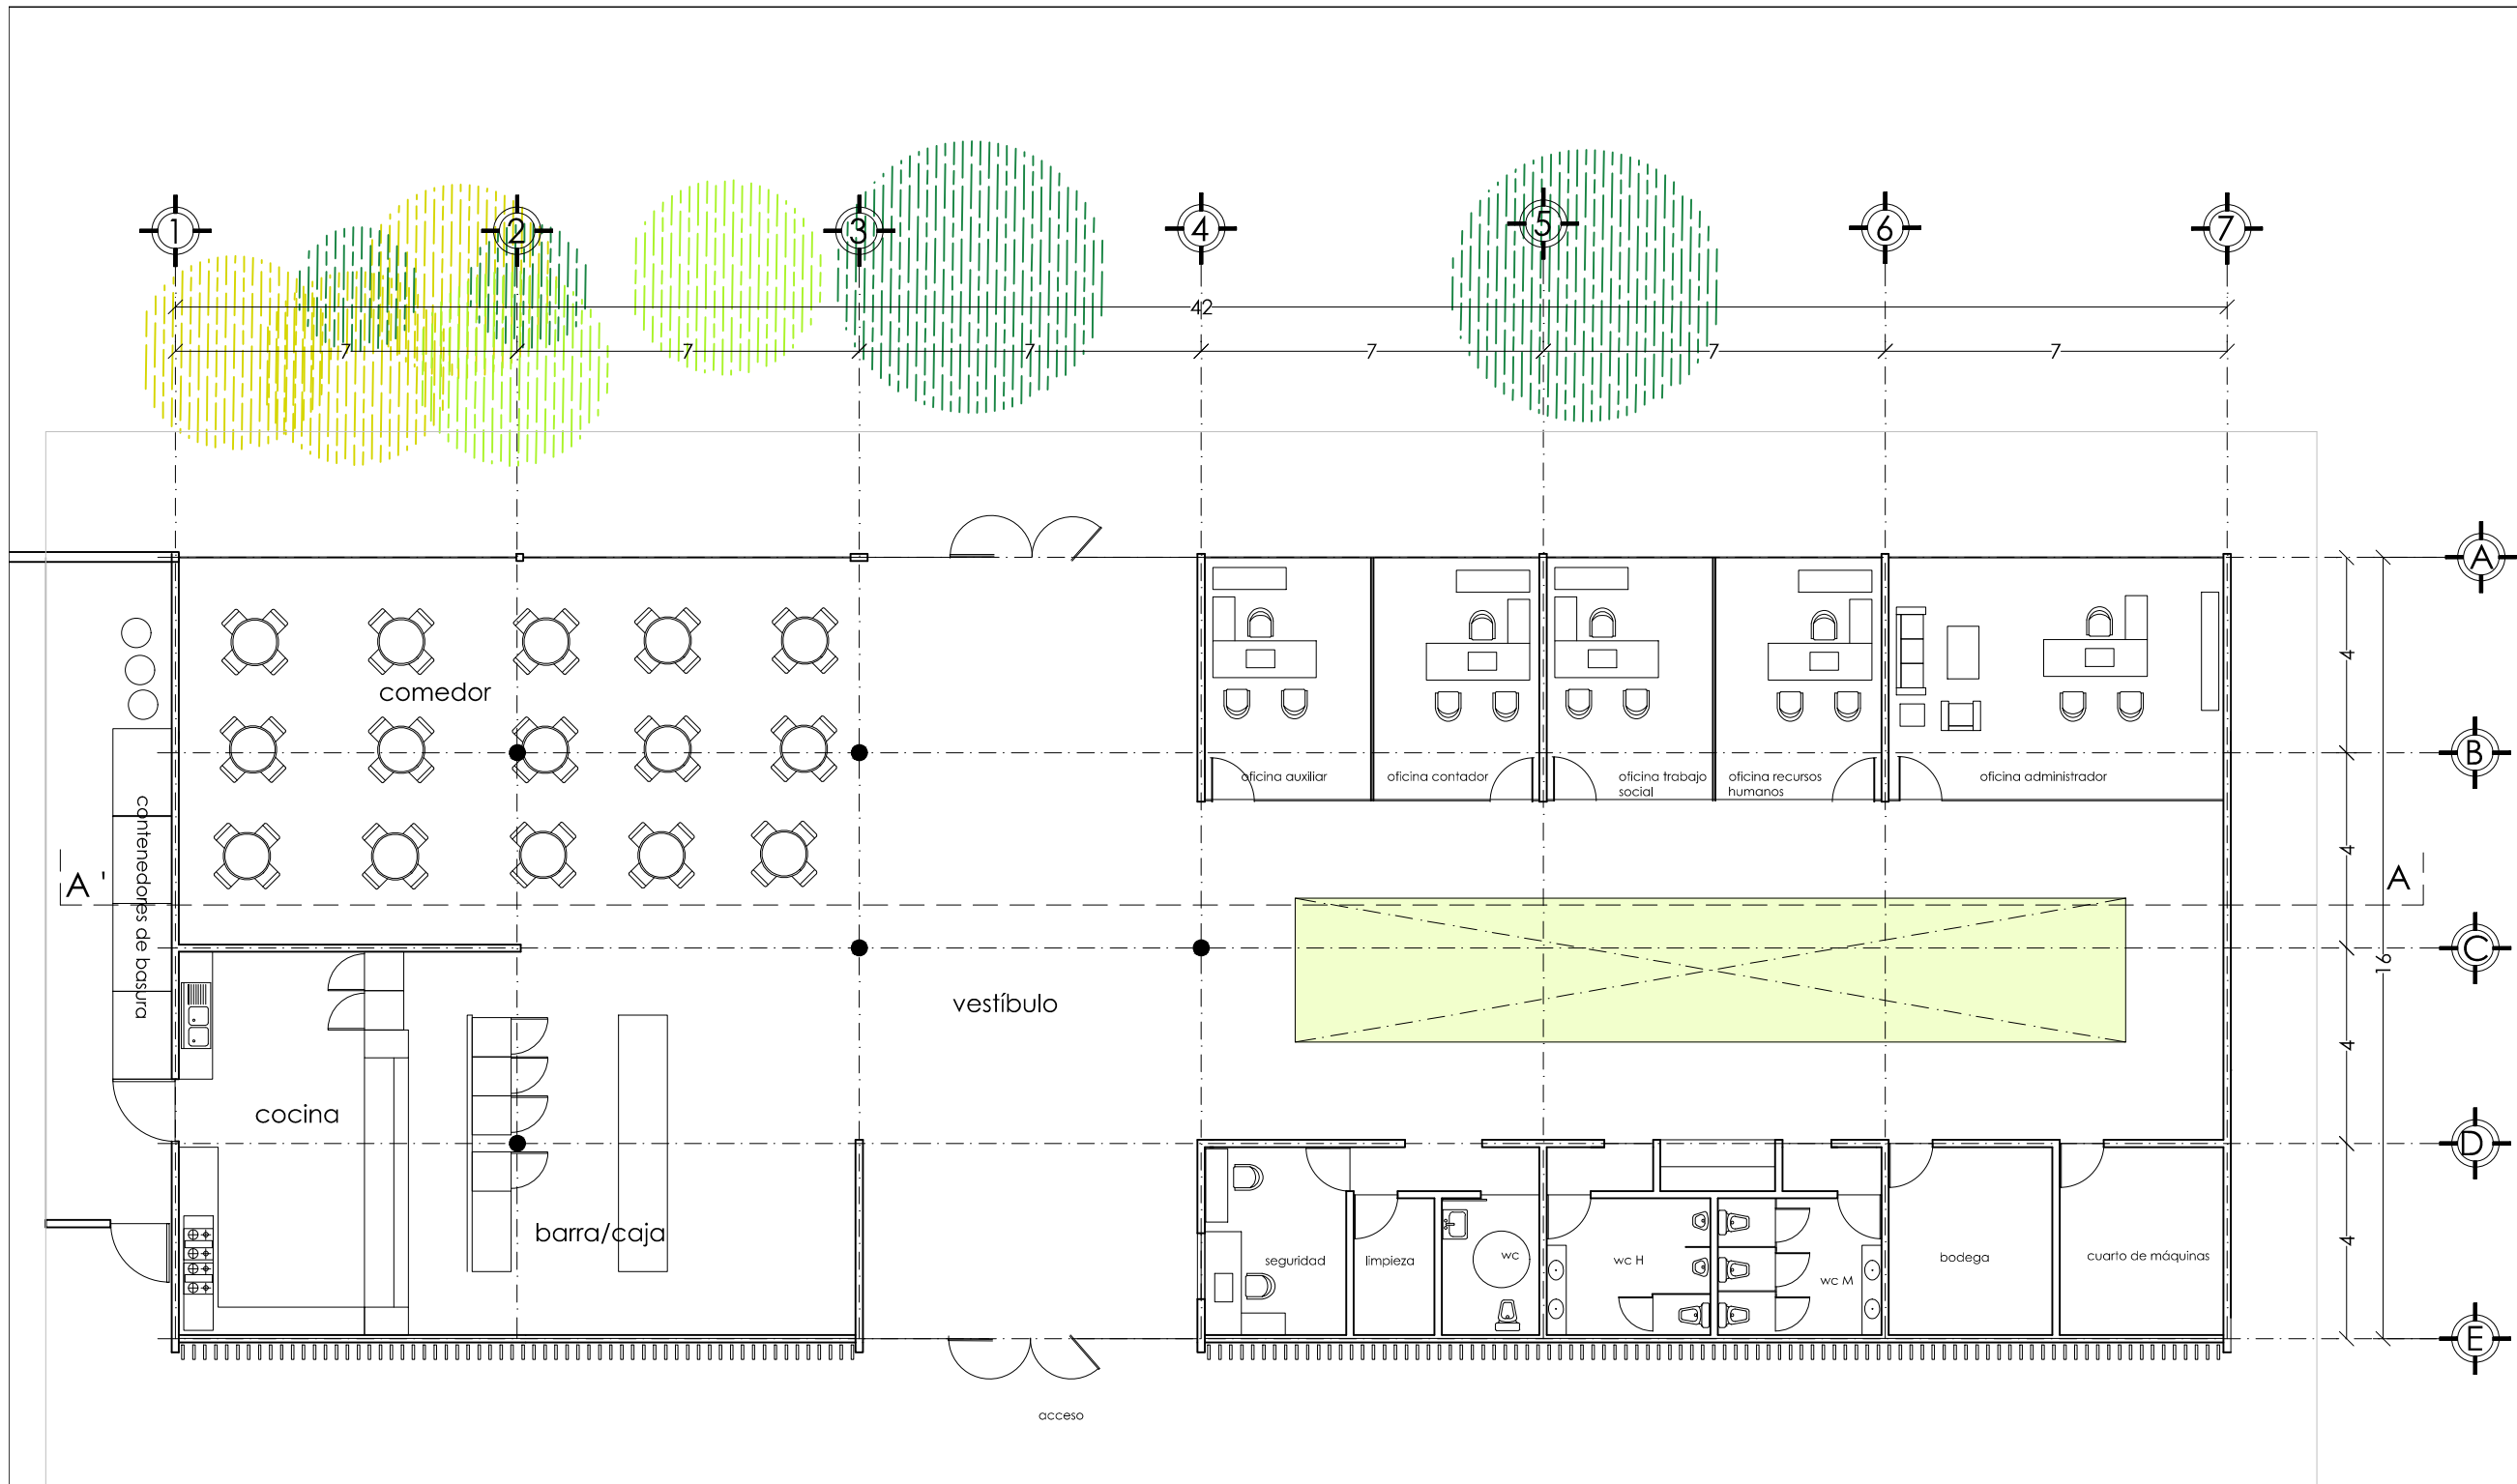 1
2
3
4
5
6
7
42
7
7
7
7
7
7
A
comedor
4
B
oficina auxiliar
oficina contador
oficina trabajo
social
oficina recursos
humanos
oficina administrador
contenedores de basura
4
A '
A
C
16
vestíbulo
4
cocina
D
barra/caja
seguridad
limpieza
wc
wc H
wc M
bodega
cuarto de máquinas
4
E
acceso